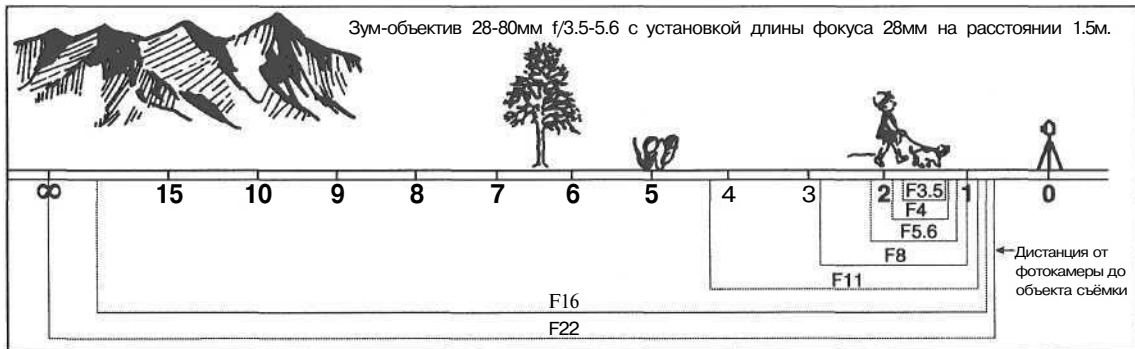 Зум-объектив 28-80мм f/3.5-5.6 с установкой длины фокуса 28мм на расстоянии 1.5м.
∞ 15 10 9 8 7 6 5 4 3 2 1 0
F3.5
F4
F5.6
F8
F11
F16
F22
Дистанция от
фотокамеры до
объекта съёмки